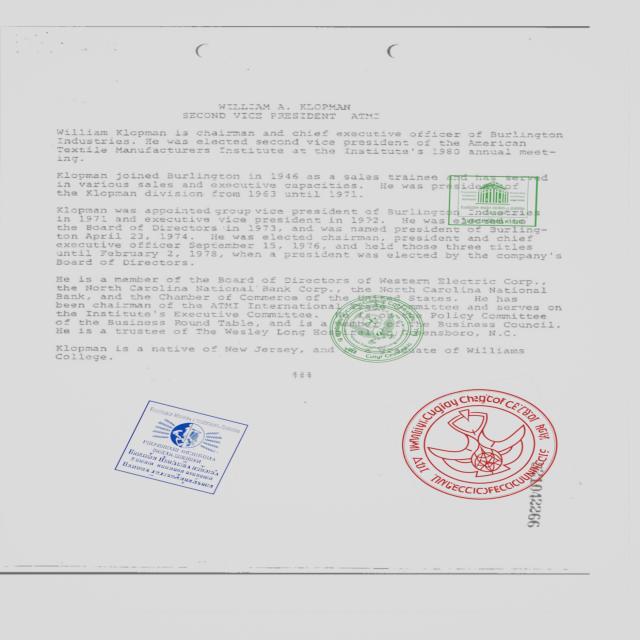 WILLIAM A. KLOPMAN
SECOND VICE PRESIDENT ATMI
William Klopman is chairman and chief executive officer of Burlington
Industries. He was elected second vice president of the American
Textile Manufacturers Institute at the Institute's 1980 annual meet-
ing.
Klopman joined Burlington in 1946 as a sales trainee and has served
in various sales and executive capacities. He was president of
the Klopman division from 1963 until 1971.
Klopman was appointed group vice president of Burlington Industries
in 1971 and executive vice president in 1972. He was elected to
the Board of Directors in 1973, and was named president of Burling-
ton April 23, 1974. He was elected chairman, president and chief
executive officer September 15, 1976, and held those three titles
until February 2, 1978, when a president was elected by the company's
Board of Directors.
He is a member of the Board of Directors of Western Electric Corp.,
the North Carolina National Bank Corp., the North Carolina National
Bank, and the Chamber of Commerce of the United States. He has
been chairman of the ATMI International Trade Committee and serves on
the Institute's Executive Committee. He is on Policy Committee
of the Business Round Table, and is a member of the Business Council.
He is a trustee of The Wesley Long Hospital in Greensboro, N.C.
Klopman is a native of New Jersey, and a graduate of Williams
College.
###